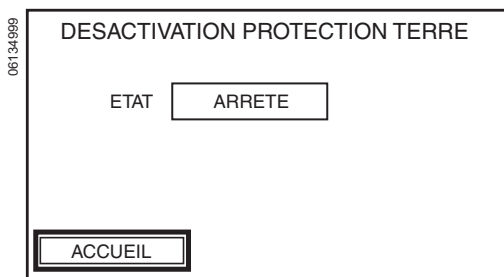 06134999
DESACTIVATION PROTECTION TERRE
ETAT ARRETE
ACCUEIL